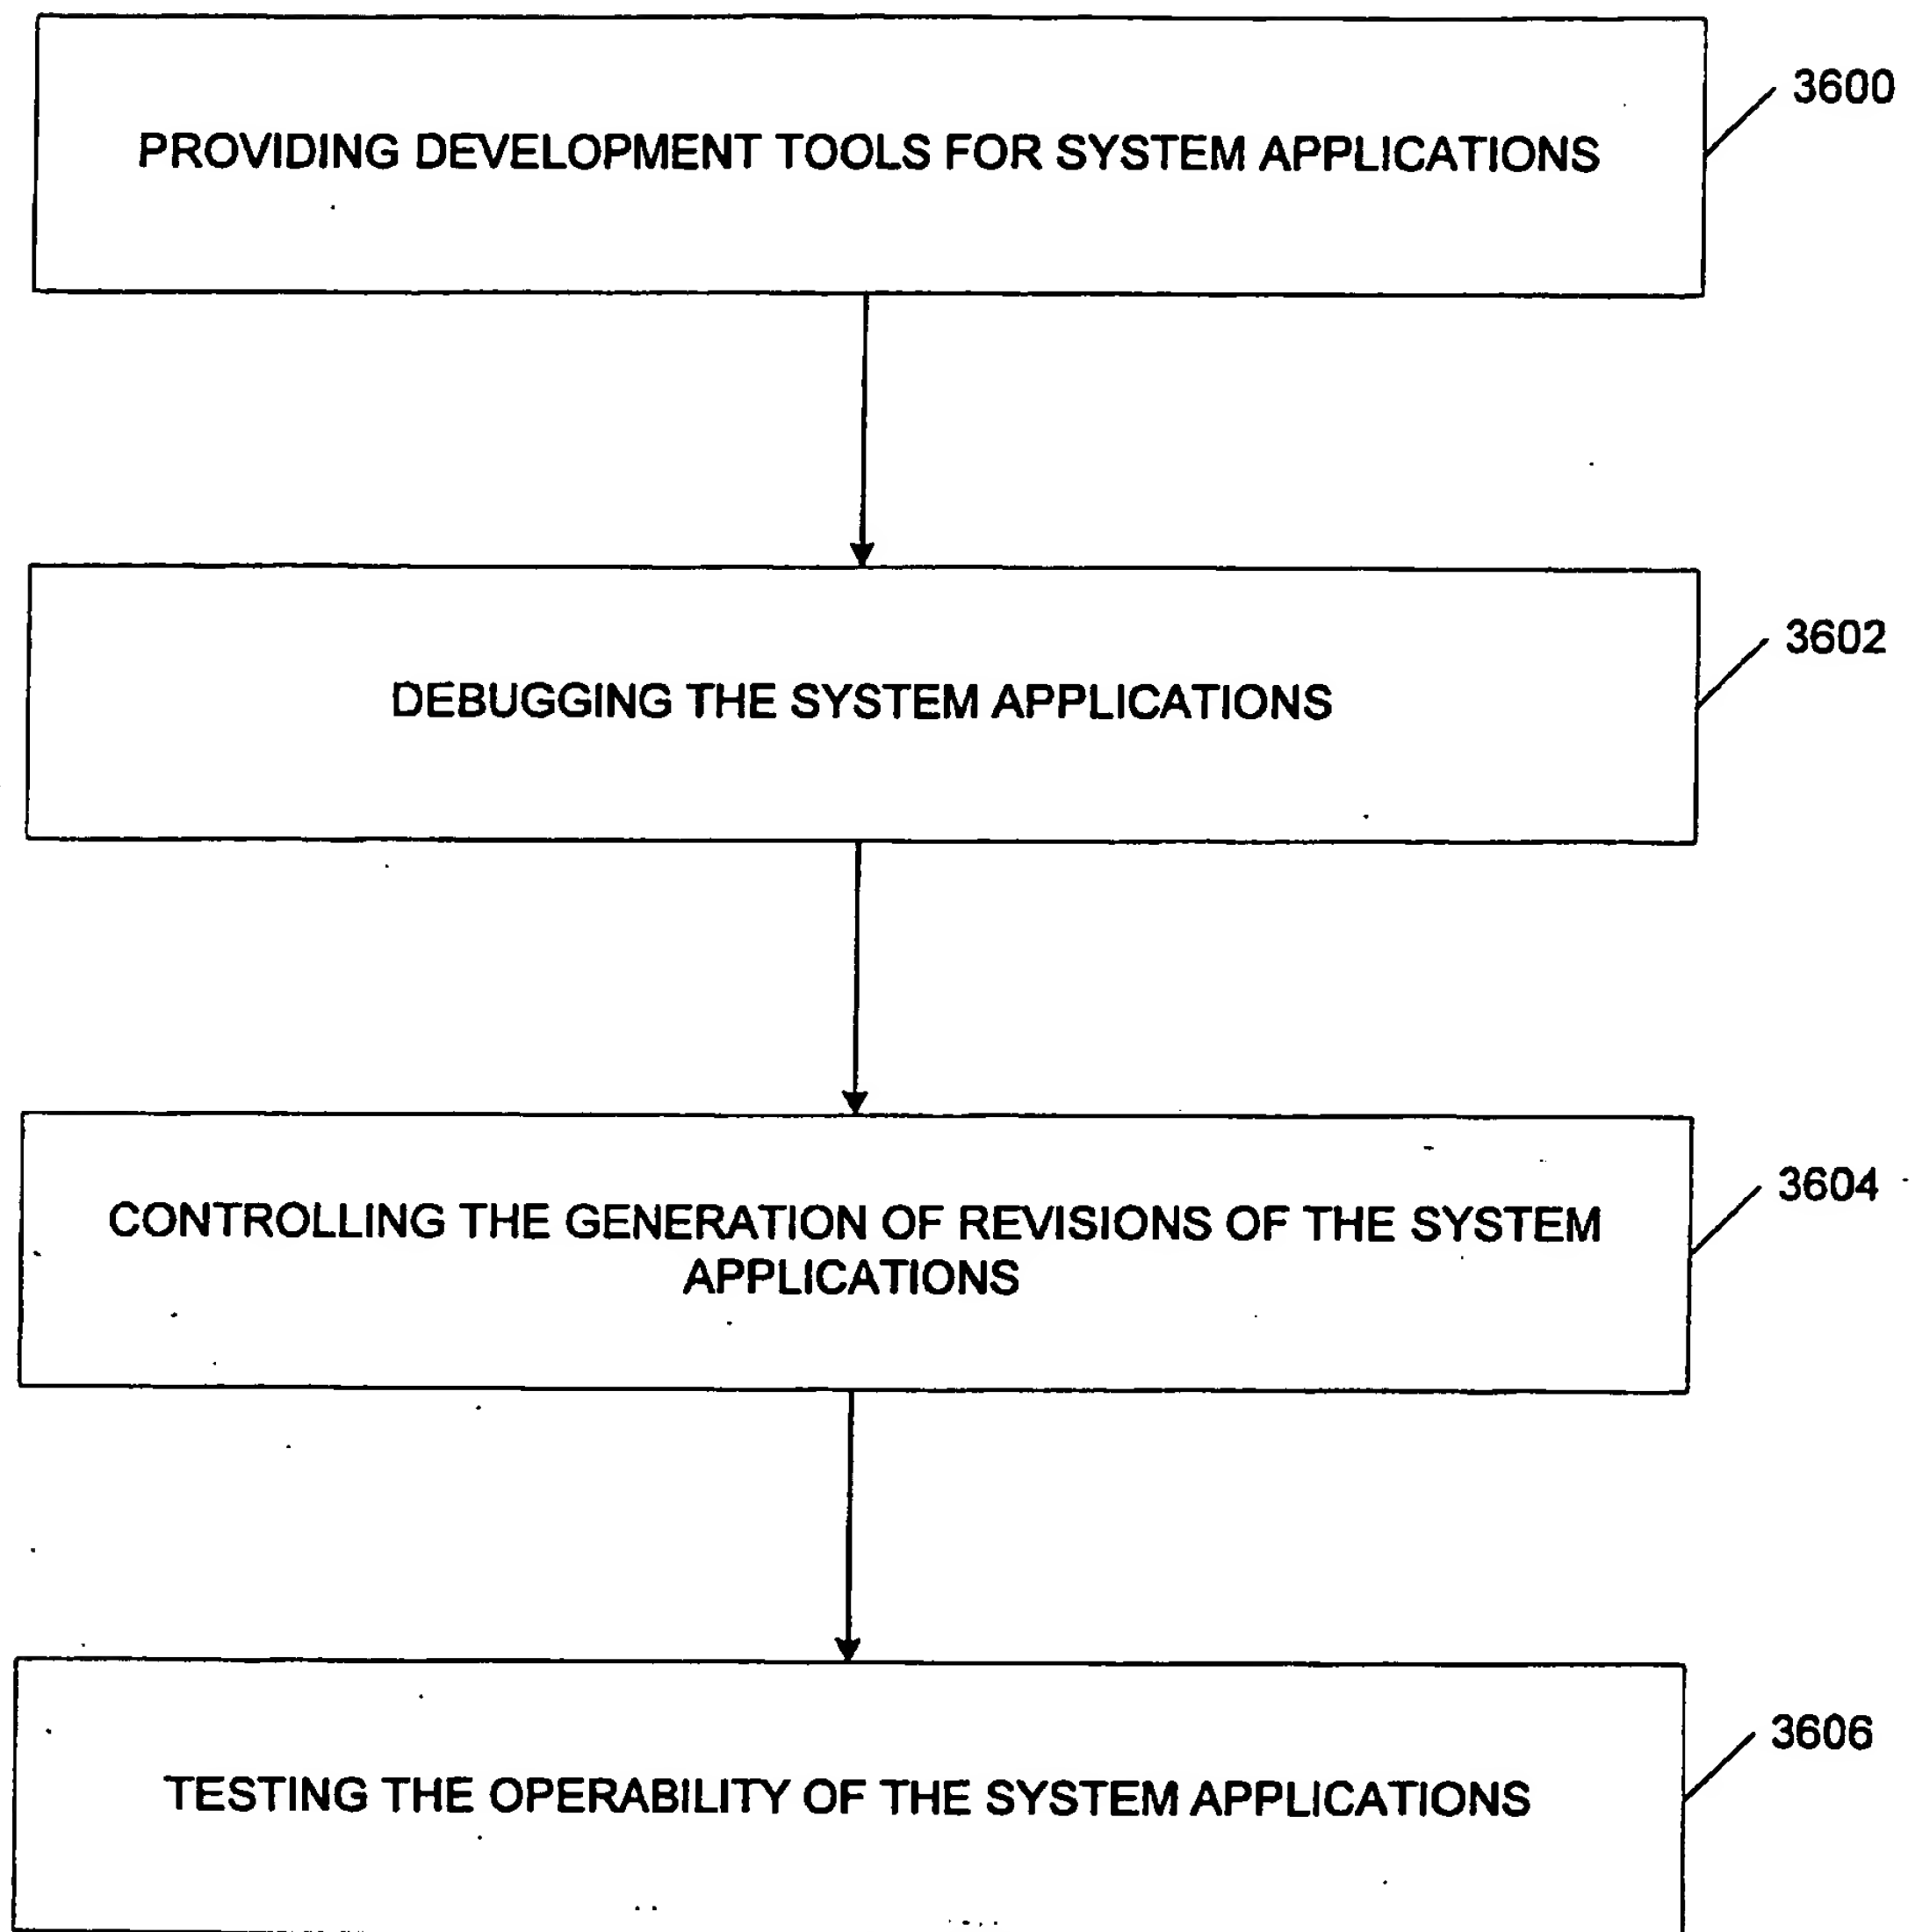 3600
PROVIDING DEVELOPMENT TOOLS FOR SYSTEM APPLICATIONS
3602
DEBUGGING THE SYSTEM APPLICATIONS
3604
CONTROLLING THE GENERATION OF REVISIONS OF THE SYSTEM
APPLICATIONS
3606
TESTING THE OPERABILITY OF THE SYSTEM APPLICATIONS